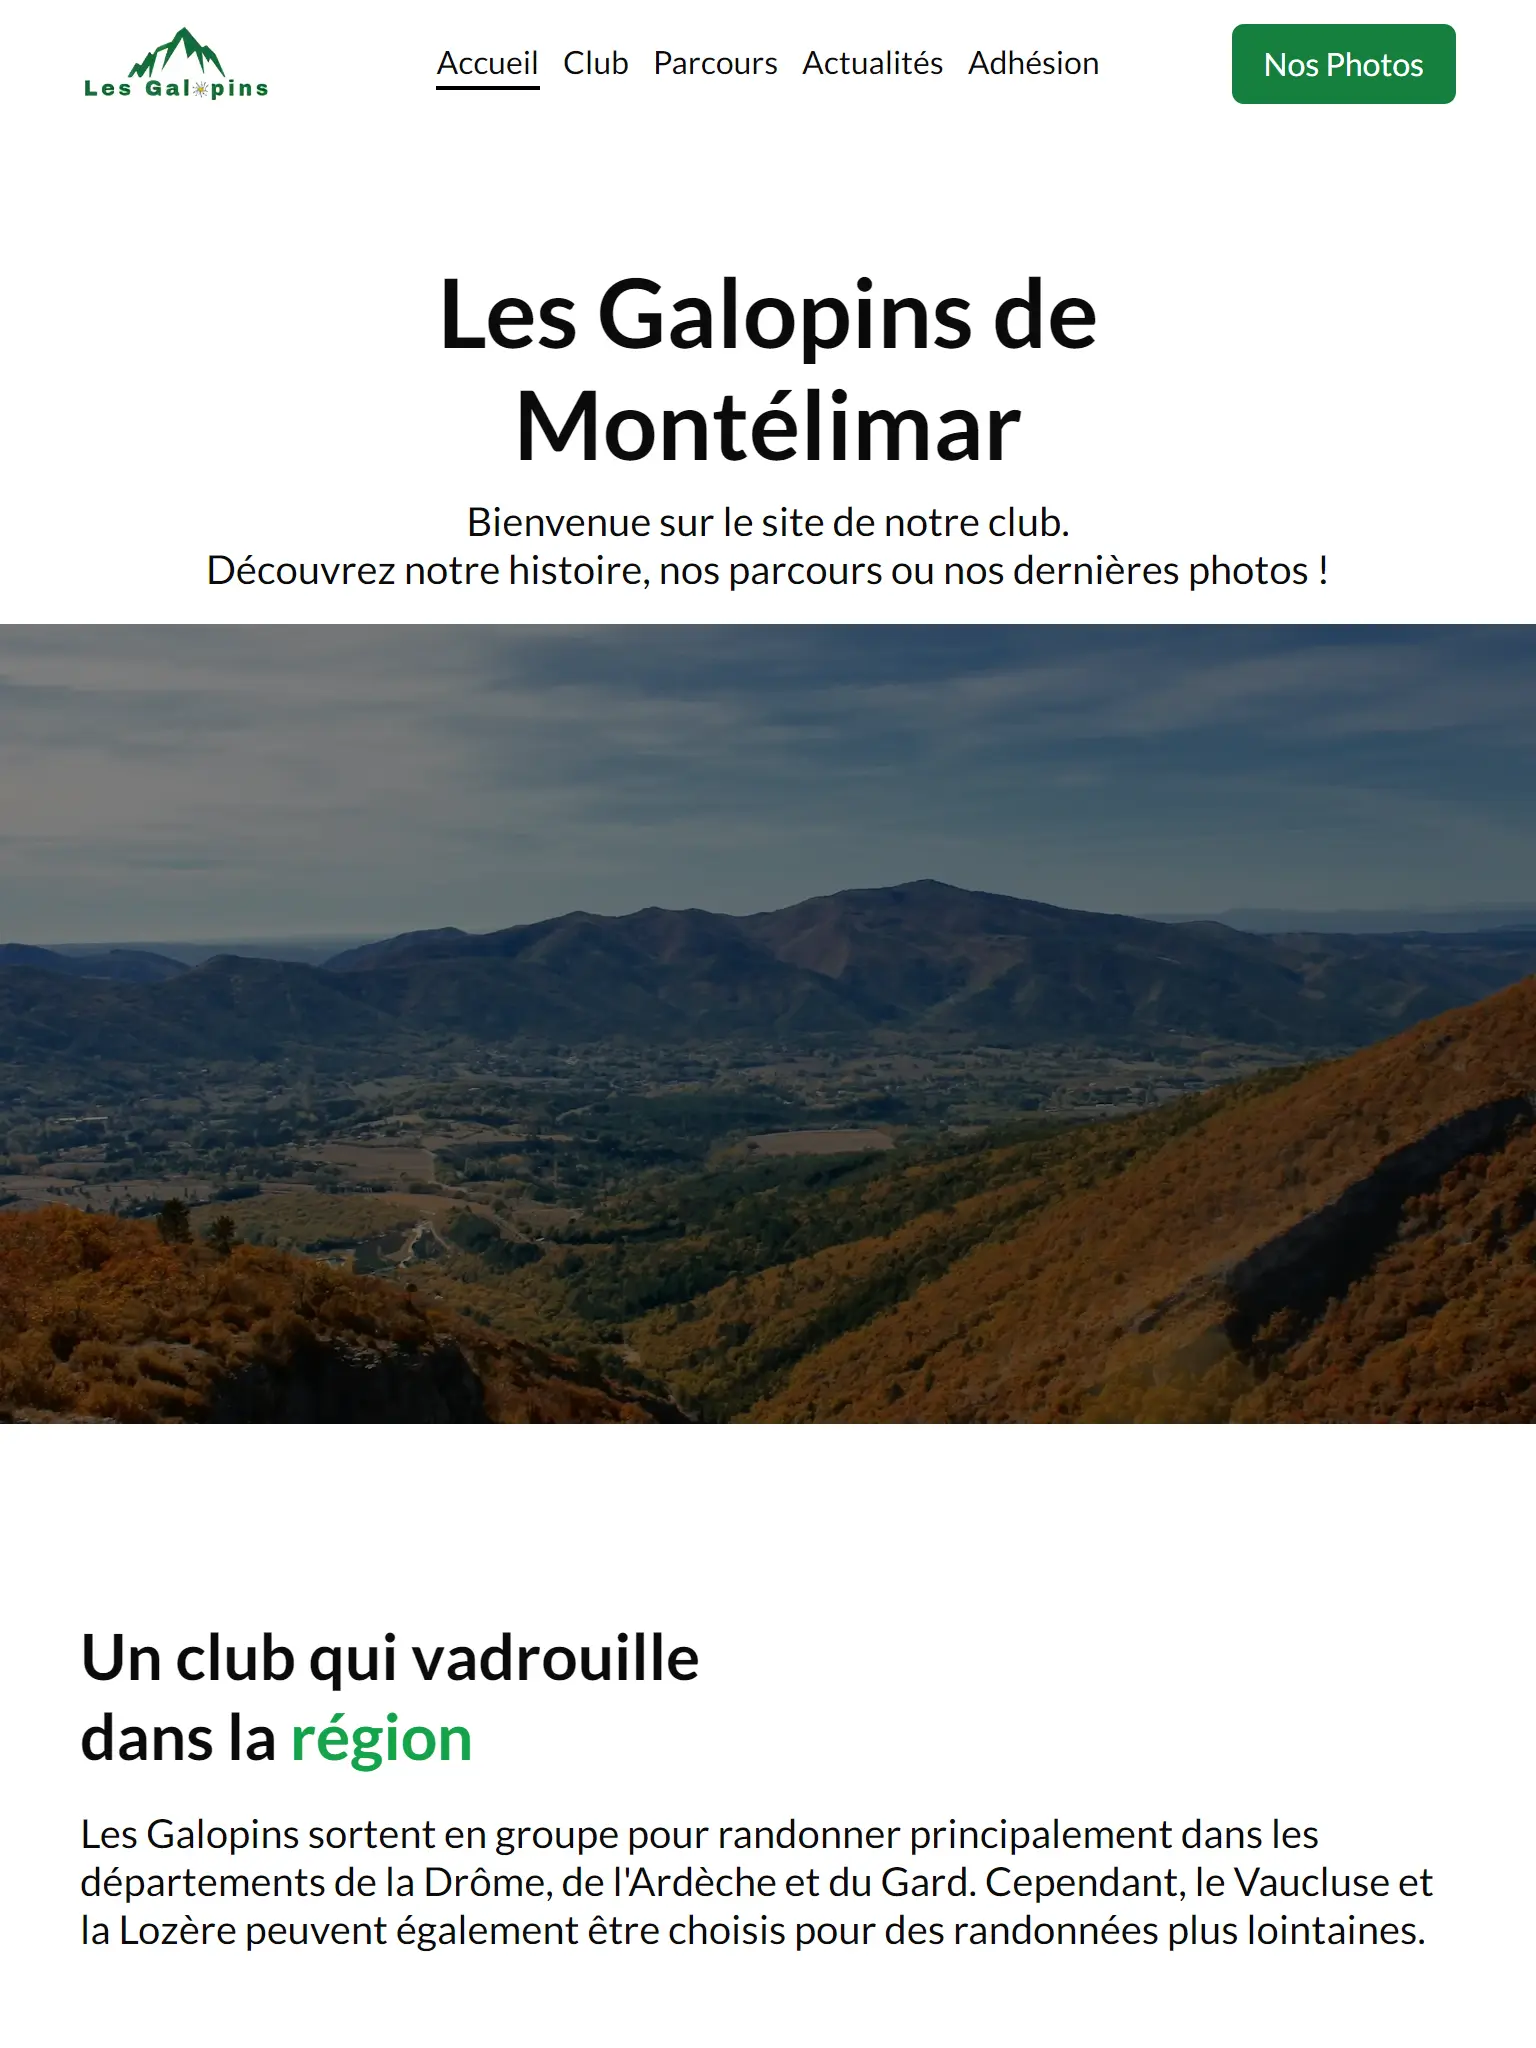 Les Galopins
Accueil Club Parcours Actualités Adhésion
Nos Photos
Les Galopins de
Montélimar
Bienvenue sur le site de notre club.
Découvrez notre histoire, nos parcours ou nos dernières photos !
Un club qui vadrouille
dans la région
Les Galopins sortent en groupe pour randonner principalement dans les
départements de la Drôme, de l'Ardèche et du Gard. Cependant, le Vaucluse et
la Lozère peuvent également être choisis pour des randonnées plus lointaines.